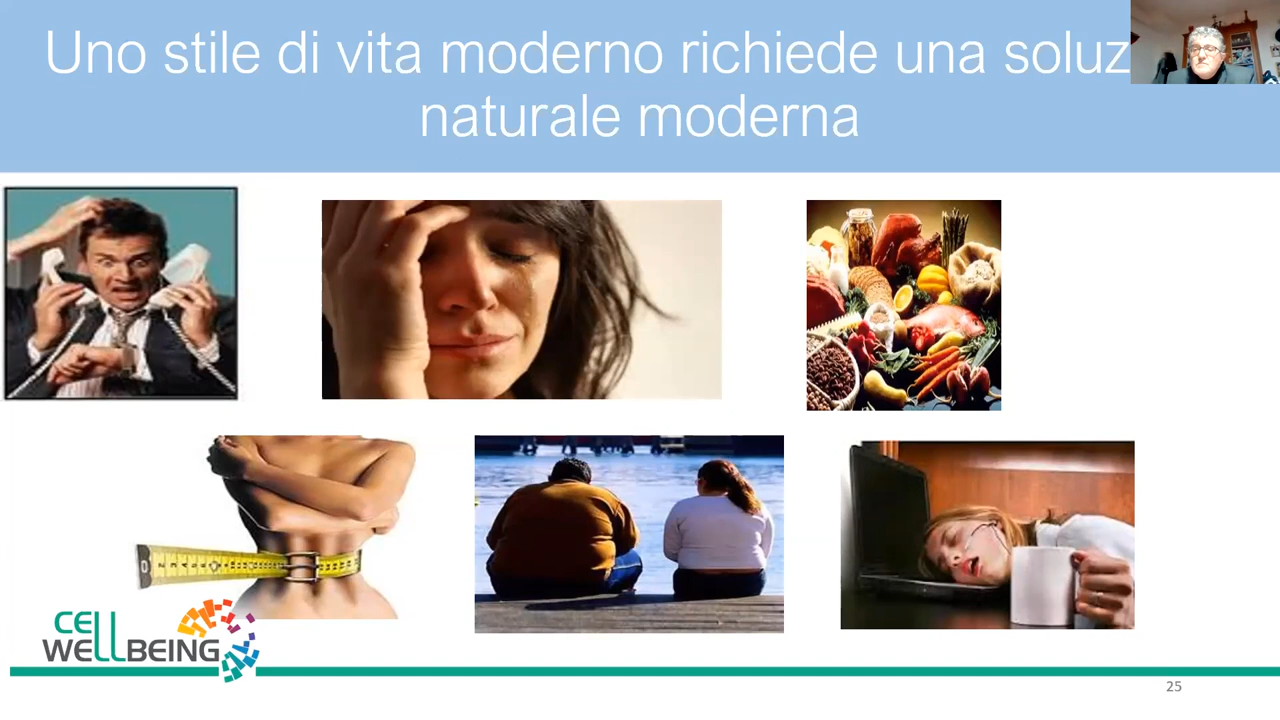 Uno stile di vita moderno richiede una soluz
naturale moderna
CELL
WELLBEING
25